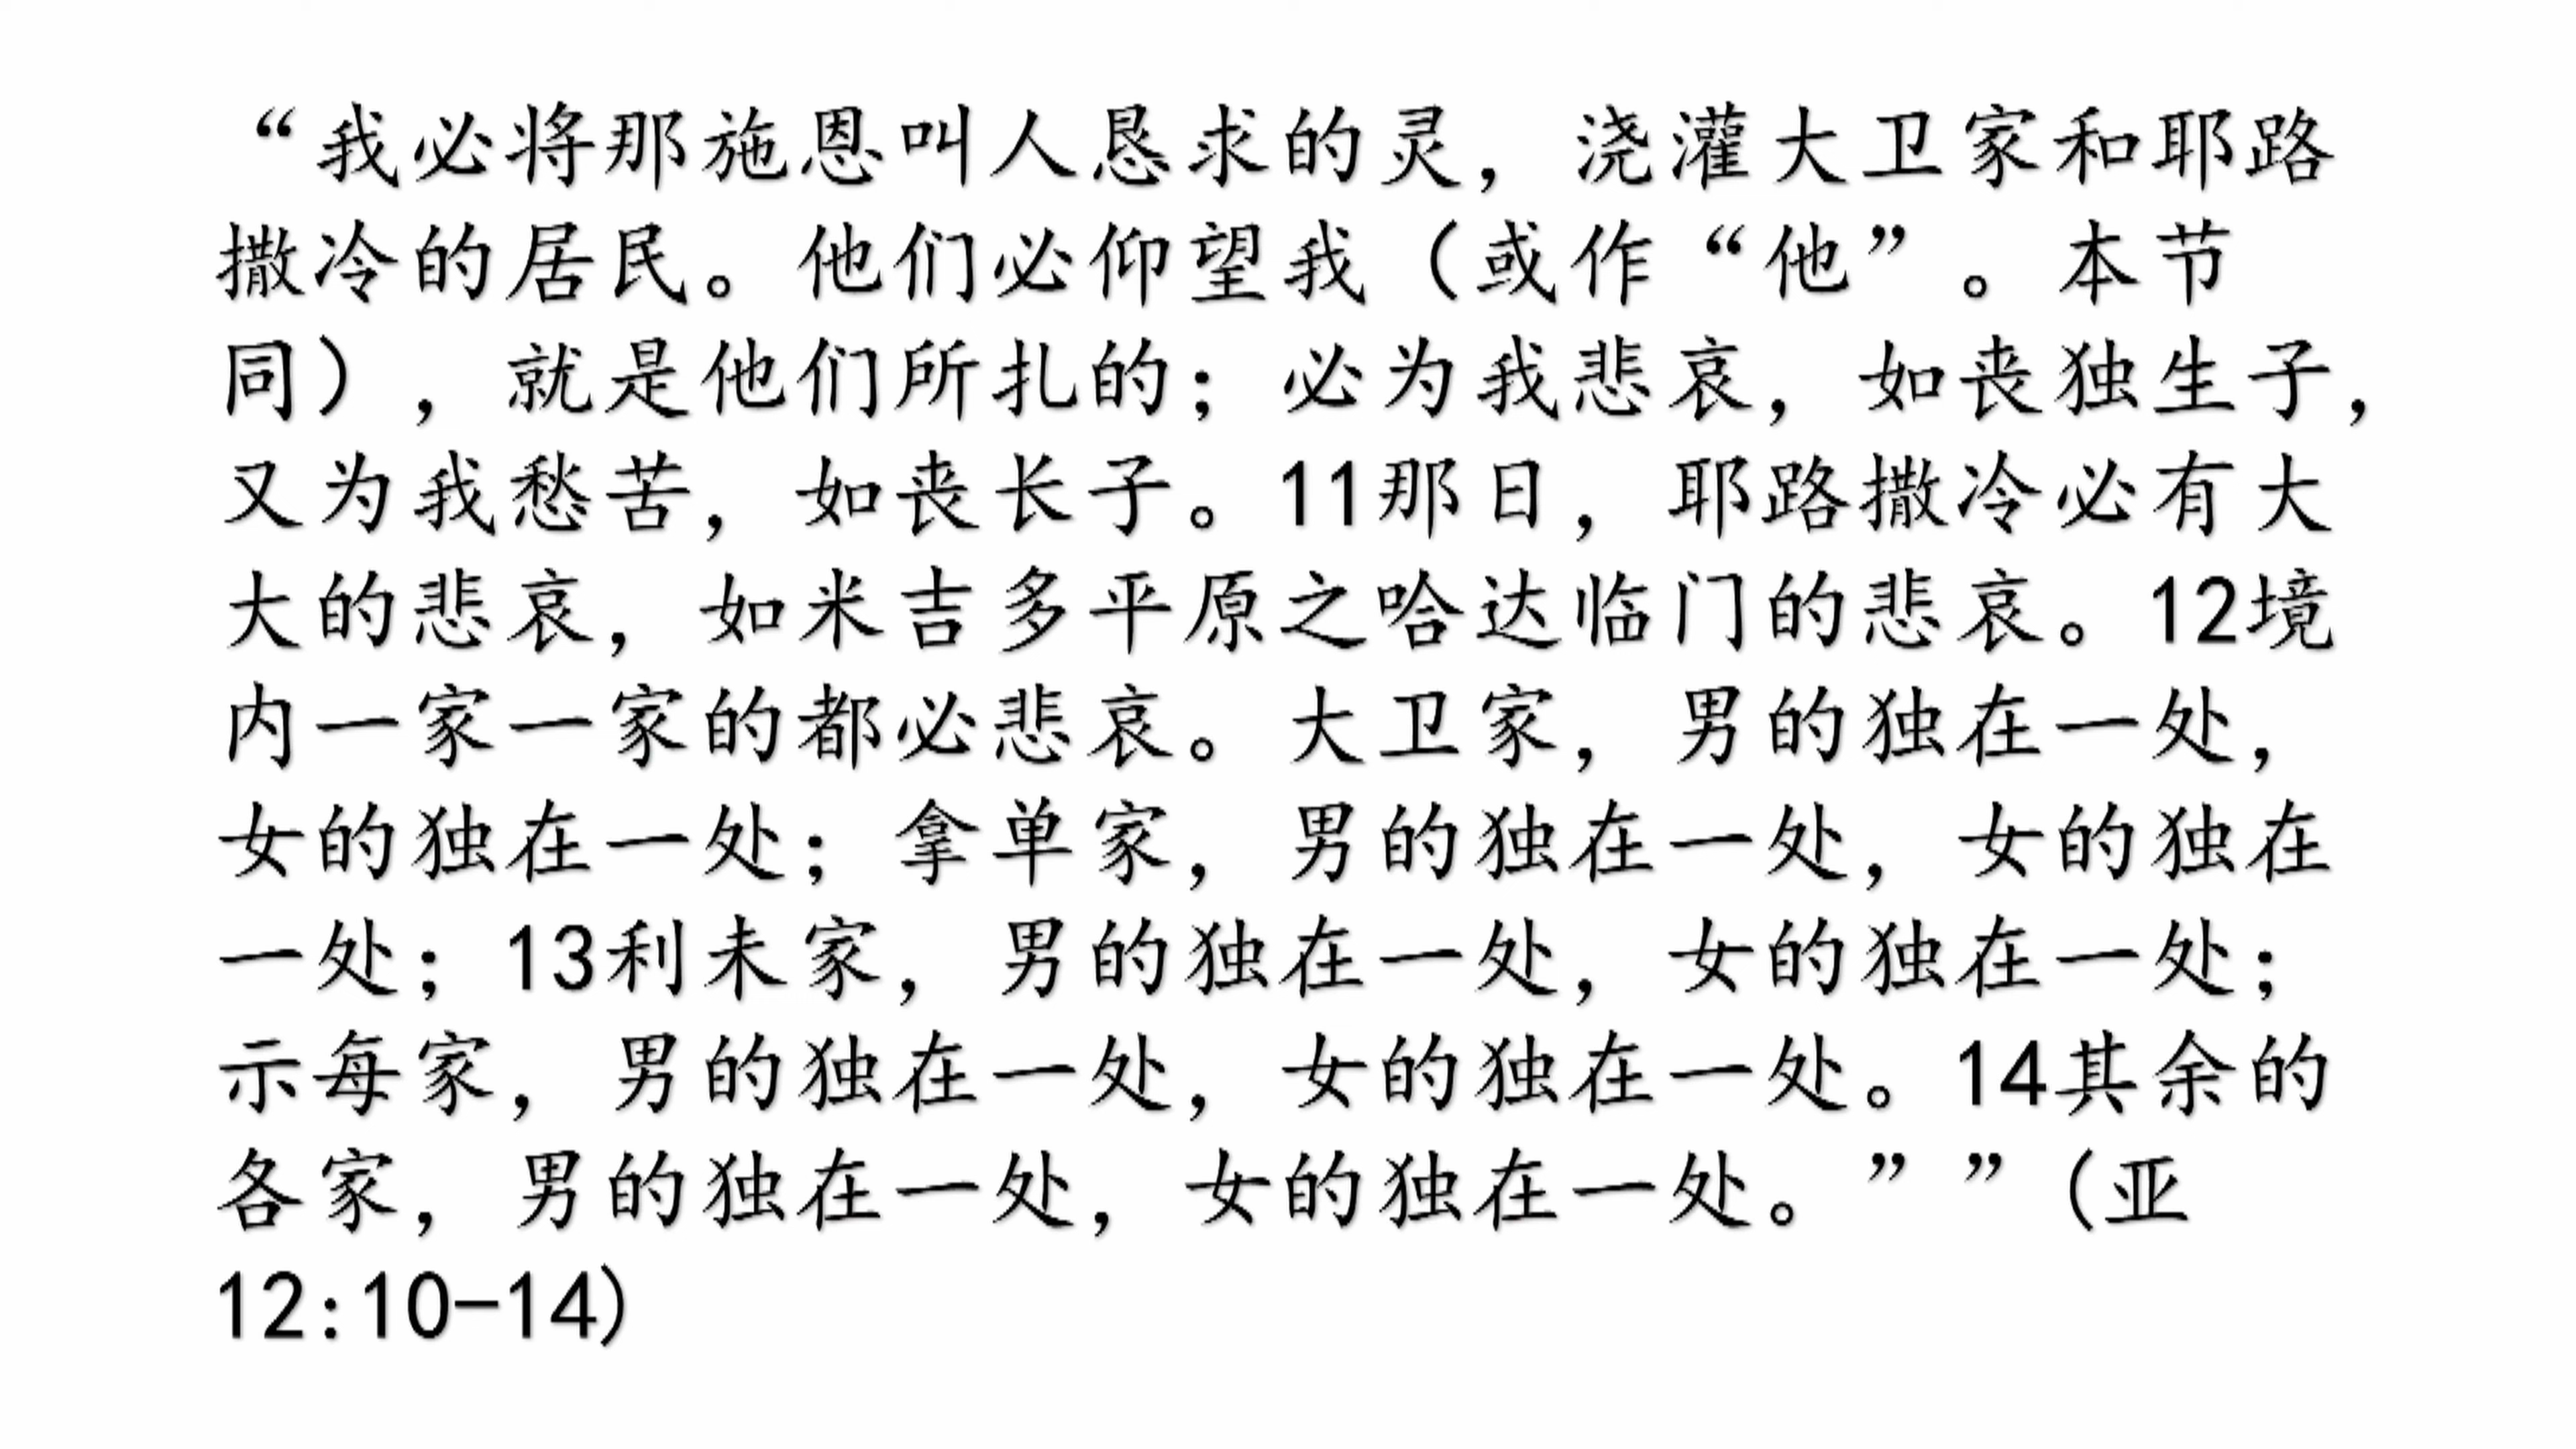 “我必将那施恩叫人恳求的灵，浇灌大卫家和耶路
撒冷的居民。他们必仰望我（或作“他”。本节
同），就是他们所扎的；必为我悲哀，如丧独生子，
又为我愁苦，如丧长子。11那日，耶路撒冷必有大
大的悲哀，如米吉多平原之哈达临门的悲哀。12境
内一家一家的都必悲哀。大卫家，男的独在一处，
女的独在一处；拿单家，男的独在一处，女的独在
一处；13利未家，男的独在一处，女的独在一处；
示每家，男的独在一处，女的独在一处。14其余的
各家，男的独在一处，女的独在一处。””（亚
12:10-14)